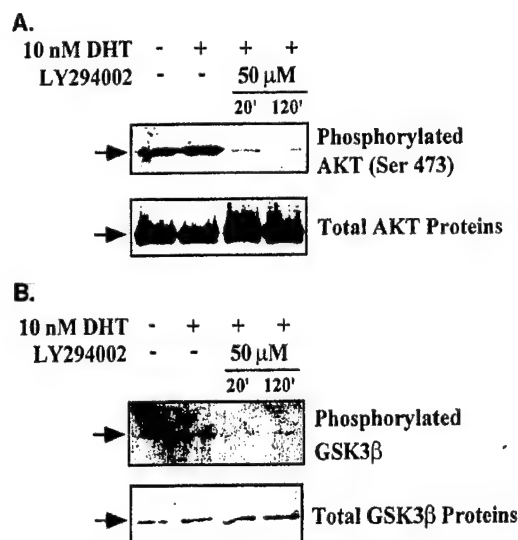 A.
10 nM DHT - + + +
LY294002 - - 50 µM
20' 120'
Phosphorylated
AKT (Ser 473)
Total AKT Proteins
B.
10 nM DHT - + + +
LY294002 - - 50 µM
20' 120'
Phosphorylated
GSK3β
Total GSK3β Proteins